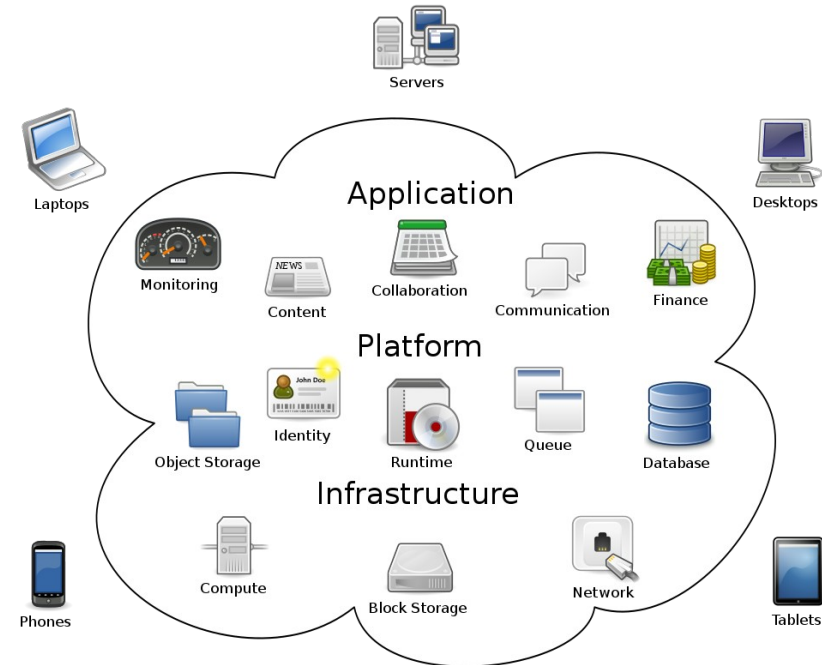 Servers
Laptops
Desktops
Application
Monitoring
NEWS
Content
Collaboration
Communication
Finance
Platform
Object Storage
John Doe
Identity
Runtime
Queue
Database
Infrastructure
Compute
Block Storage
Network
Phones
Tablets